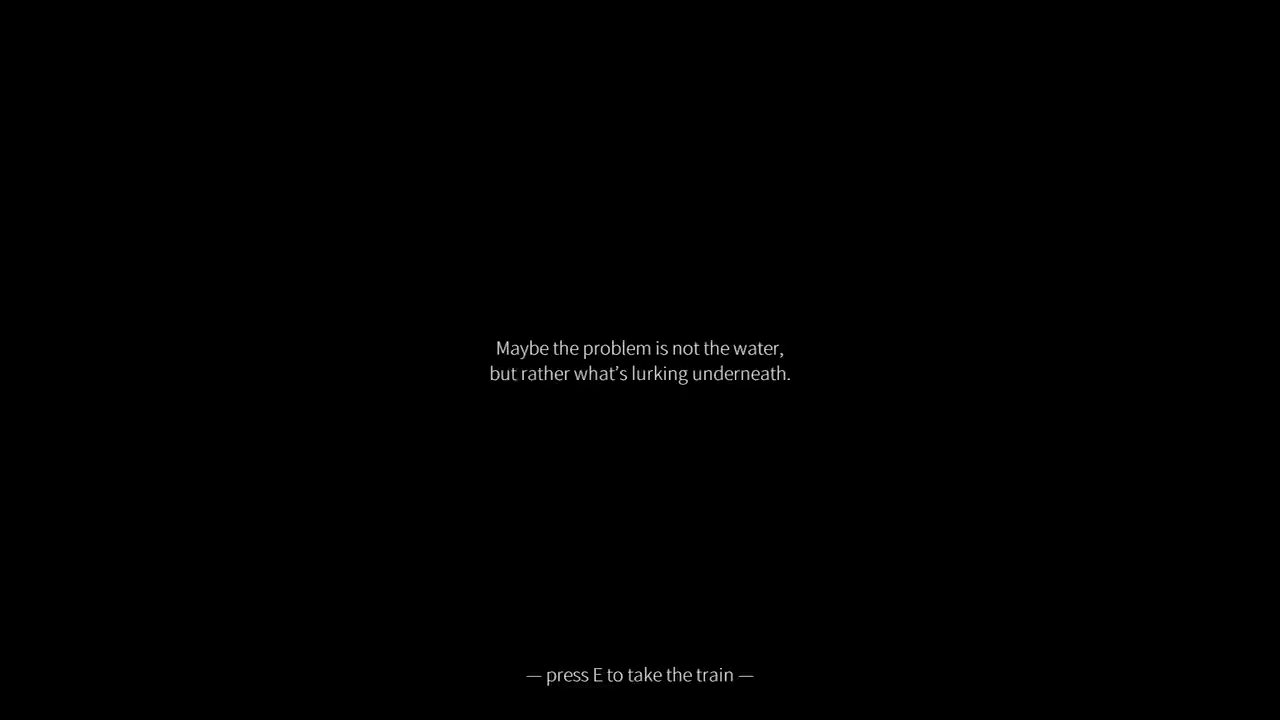 Maybe the problem is not the water,
but rather what’s lurking underneath.
— press E to take the train —